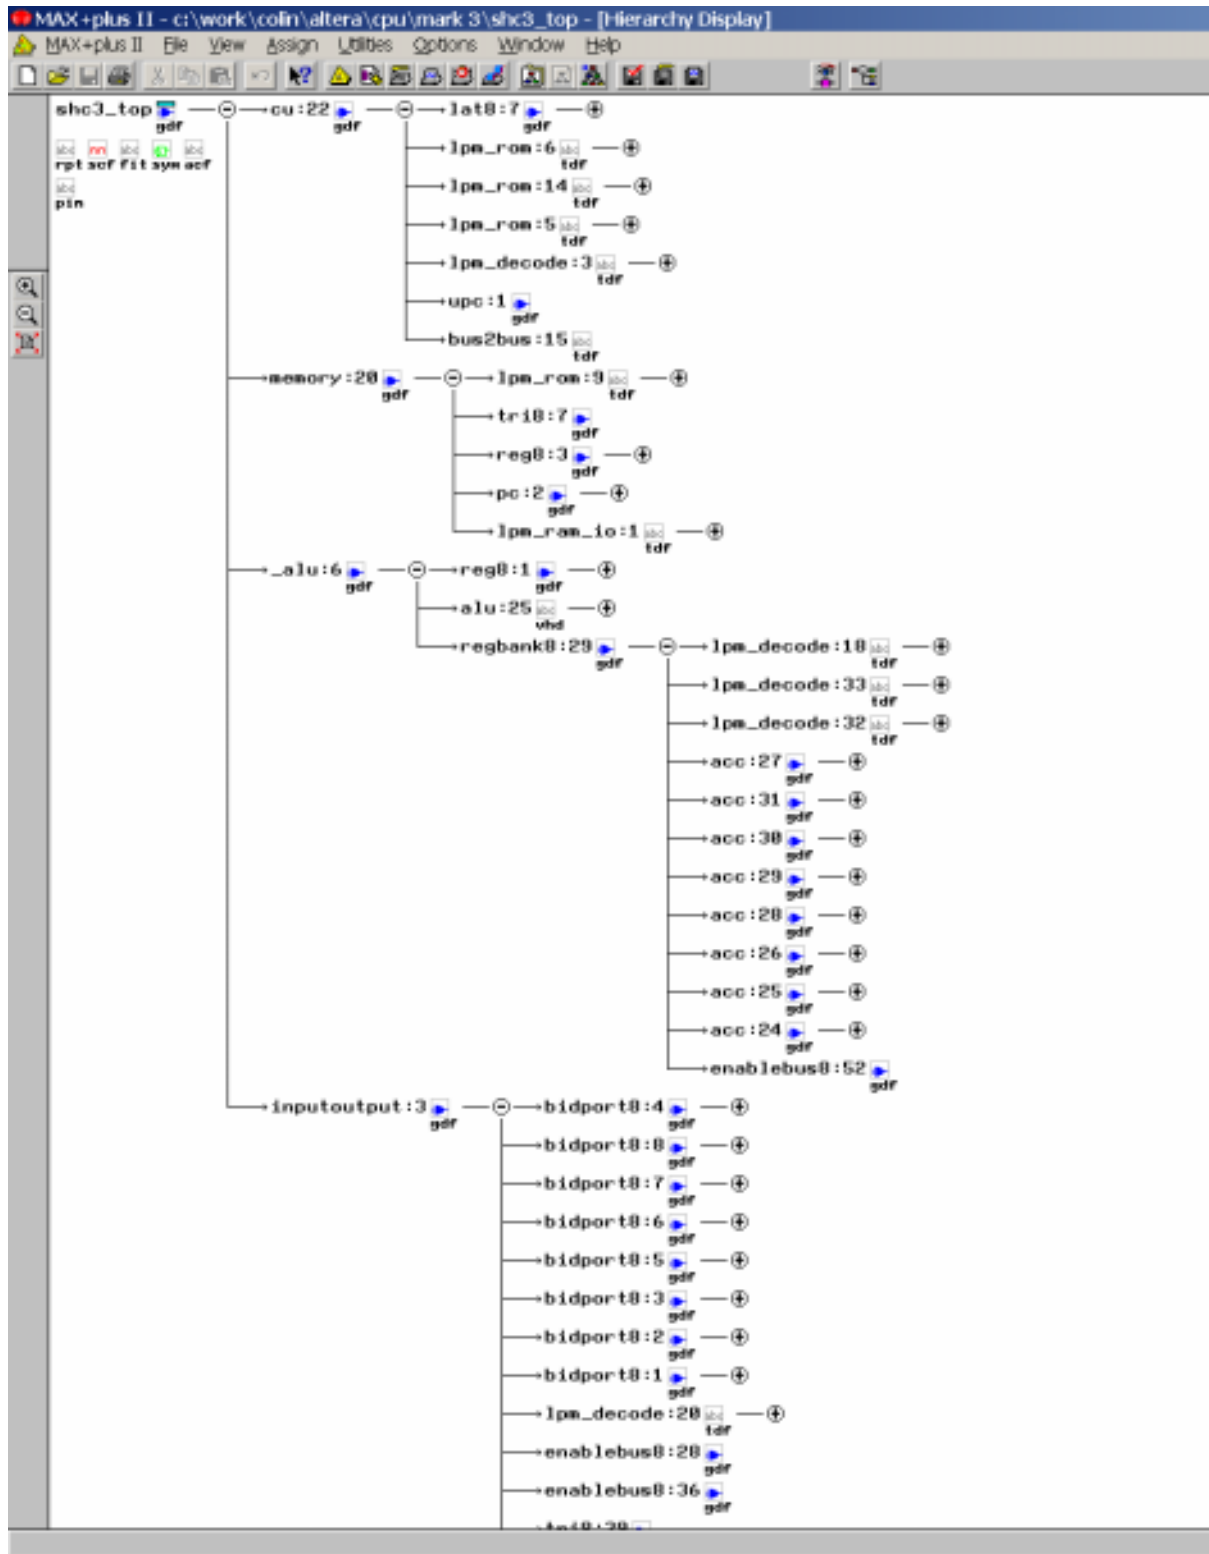 MAX+plus II - c:\work\colin\altera\cpu\mark 3\shc3_top - [Hierarchy Display]
MAX+plus II File View Assign Utilities Options Window Help
shc3_top cu:22 lat8:7
gdf gdf gdf
rpt scf fit sym acf
lpm_rom:6
tdf
pin
lpm_rom:14
tdf
lpm_rom:5
tdf
lpm_decode:3
tdf
upc:1
gdf
bus2bus:15
tdf
memory:20 lpm_rom:9
gdf tdf
tri8:7
gdf
reg8:3
gdf
pc:2
gdf
lpm_ram_io:1
tdf
_alu:6 reg8:1
gdf gdf
alu:25
vhd
regbank8:29 lpm_decode:18
gdf tdf
lpm_decode:33
tdf
lpm_decode:32
tdf
acc:27
gdf
acc:31
gdf
acc:30
gdf
acc:29
gdf
acc:28
gdf
acc:26
gdf
acc:25
gdf
acc:24
gdf
enablebus8:52
gdf
inputoutput:3 bidport8:4
gdf gdf
bidport8:8
gdf
bidport8:7
gdf
bidport8:6
gdf
bidport8:5
gdf
bidport8:3
gdf
bidport8:2
gdf
bidport8:1
gdf
lpm_decode:20
tdf
enablebus8:28
gdf
enablebus8:36
gdf